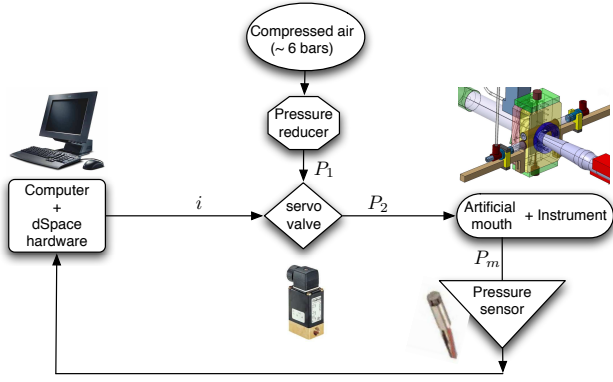 Compressed air
(~ 6 bars)
Pressure
reducer
P1
Computer
+
dSpace
hardware
i
servo
valve
P2
Artificial
mouth + Instrument
Pm
Pressure
sensor